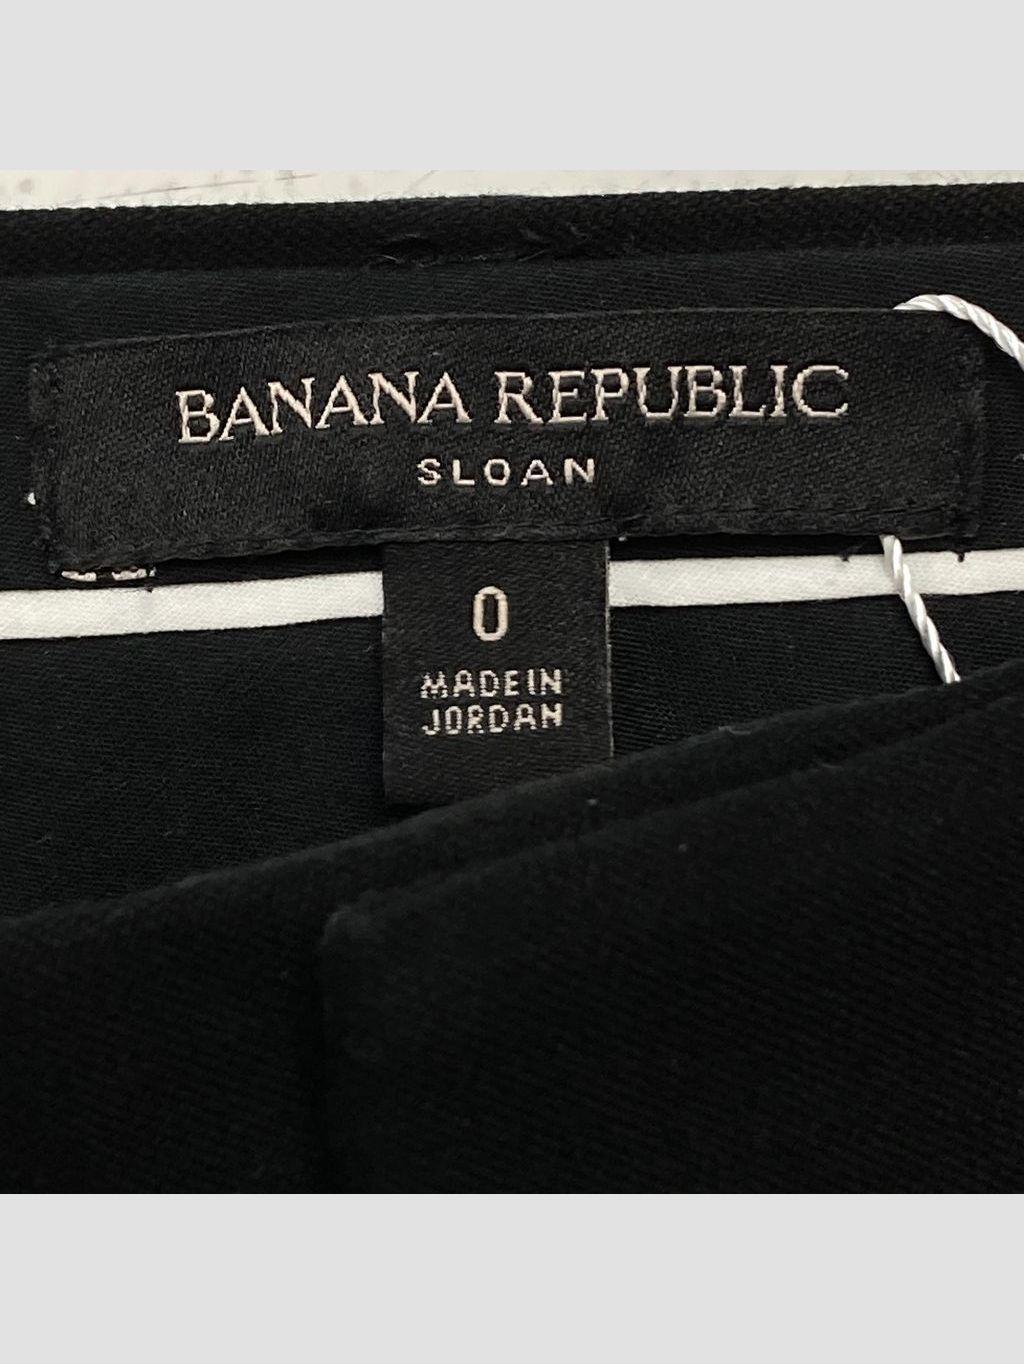 BANANA REPUBLIC
SLOAN
0
MADE IN
JORDAN